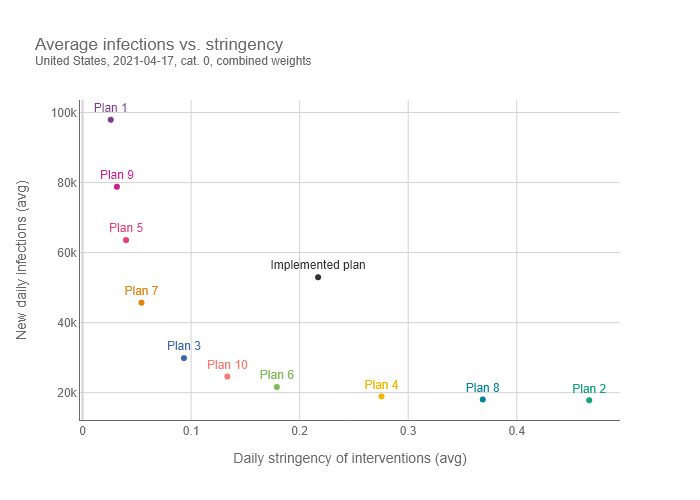 Average infections vs. stringency
United States, 2021-04-17, cat. 0, combined weights
New daily infections (avg)
100k
80k
60k
40k
20k
Plan 1
Plan 9
Plan 5
Implemented plan
Plan 7
Plan 3
Plan 10
Plan 6
Plan 4
Plan 8
Plan 2
0
0.1
0.2
0.3
0.4
Daily stringency of interventions (avg)